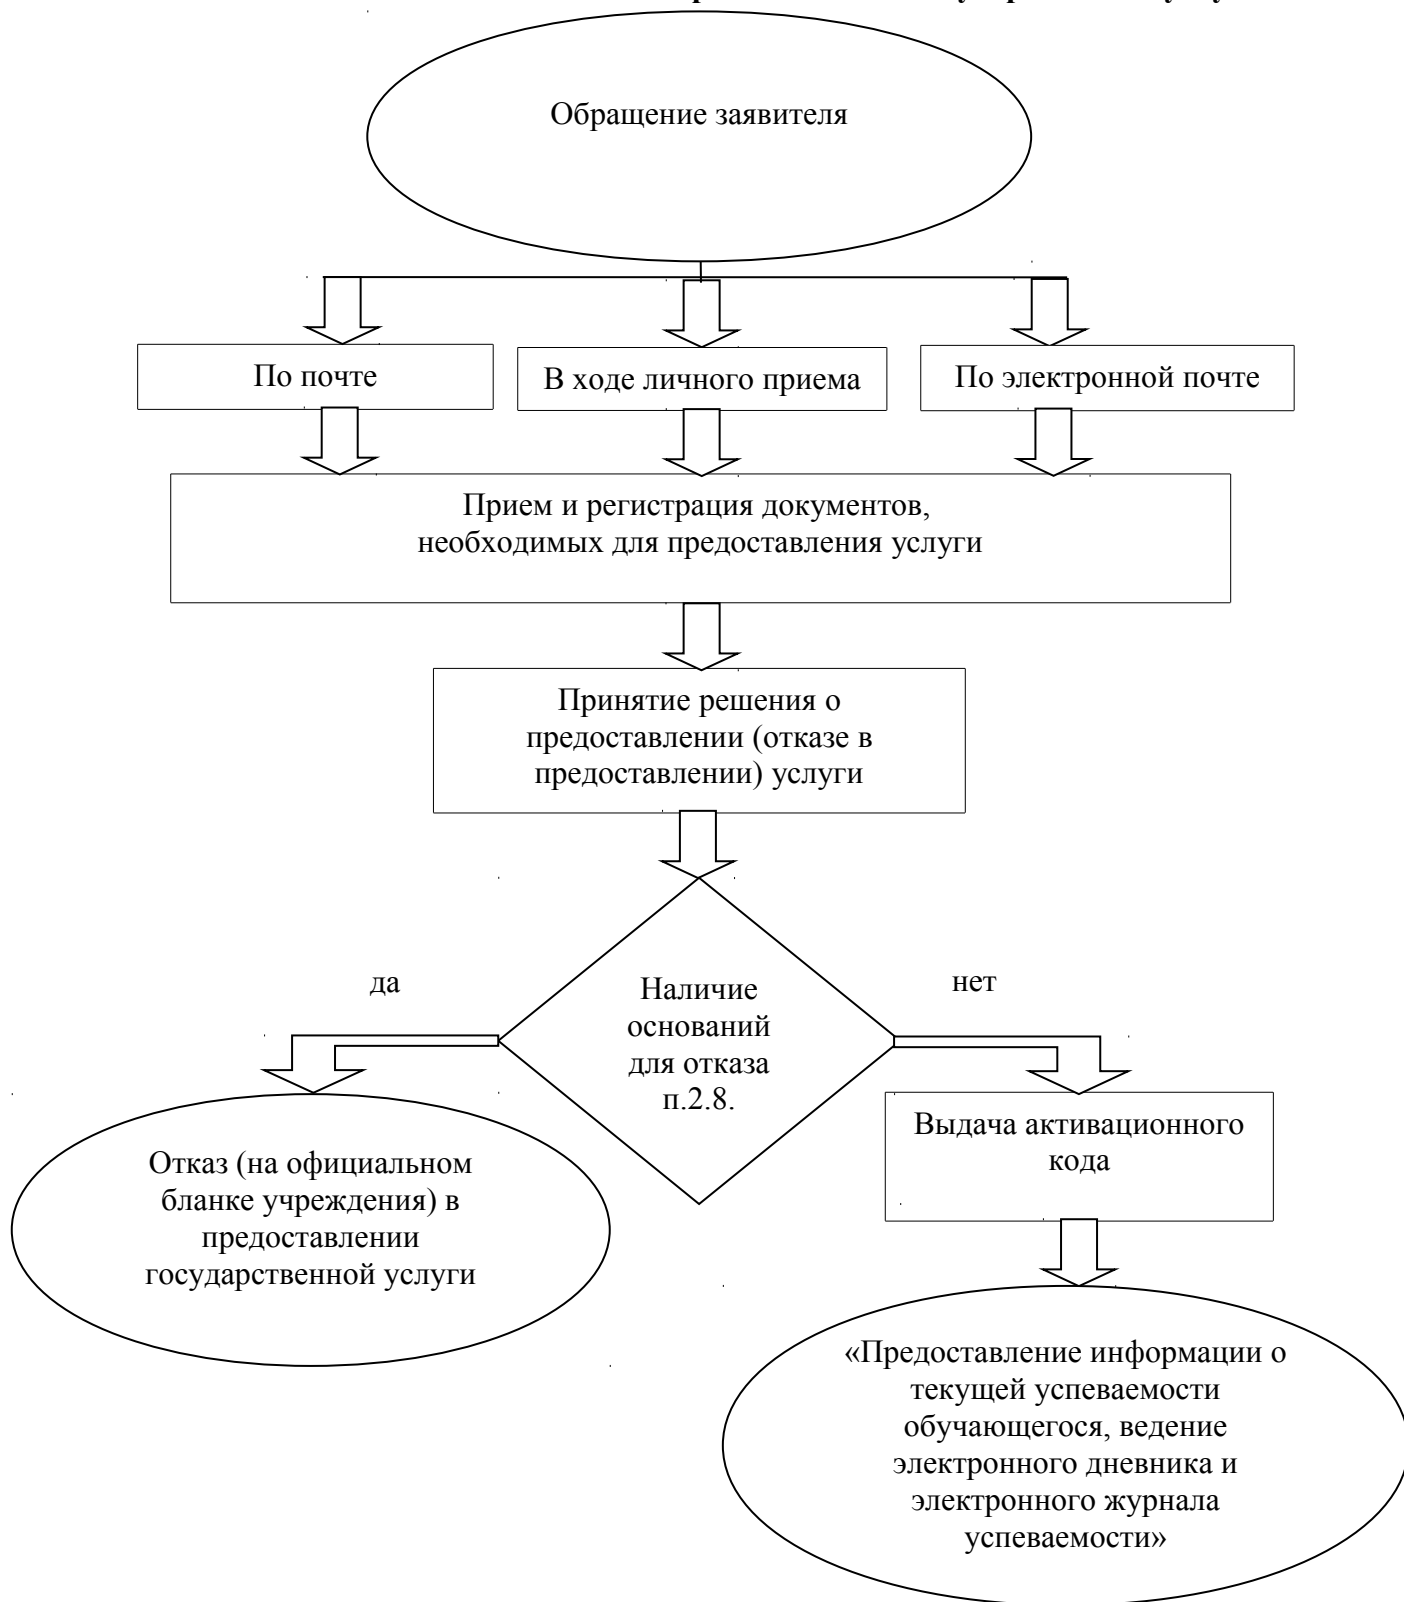 Обращение заявителя
По почте
В ходе личного приема
По электронной почте
Прием и регистрация документов,
необходимых для предоставления услуги
Принятие решения о
предоставлении (отказе в
предоставлении) услуги
да
нет
Наличие
оснований
для отказа
п.2.8.
Отказ (на официальном
бланке учреждения) в
предоставлении
государственной услуги
Выдача активационного
кода
«Предоставление информации о
текущей успеваемости
обучающегося, ведение
электронного дневника и
электронного журнала
успеваемости»